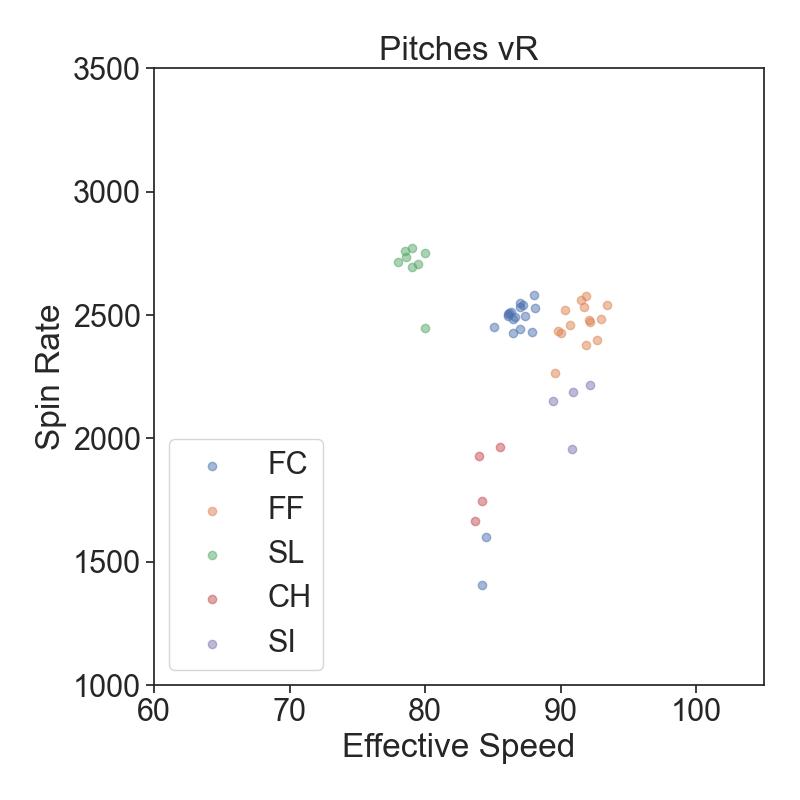 Pitches vR
3500
3000
2500
2000
1500
1000
Spin Rate
FC
FF
SL
CH
SI
60 70 80 90 100
Effective Speed